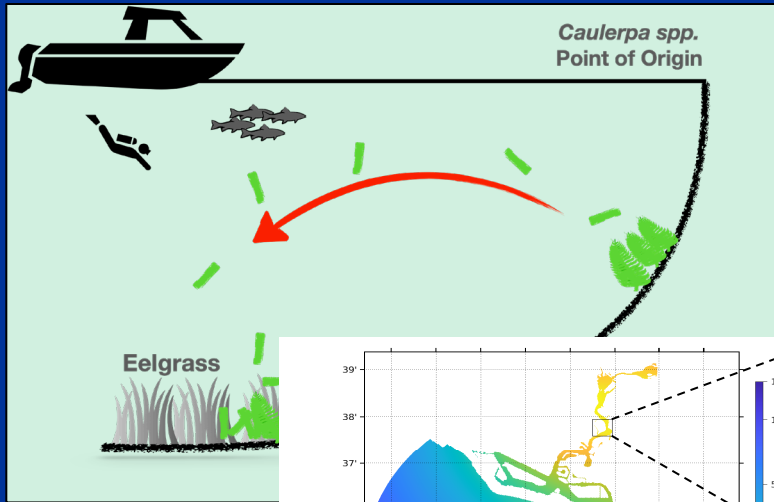 Caulerpa spp.
Point of Origin
Eelgrass
39'
38'
37'